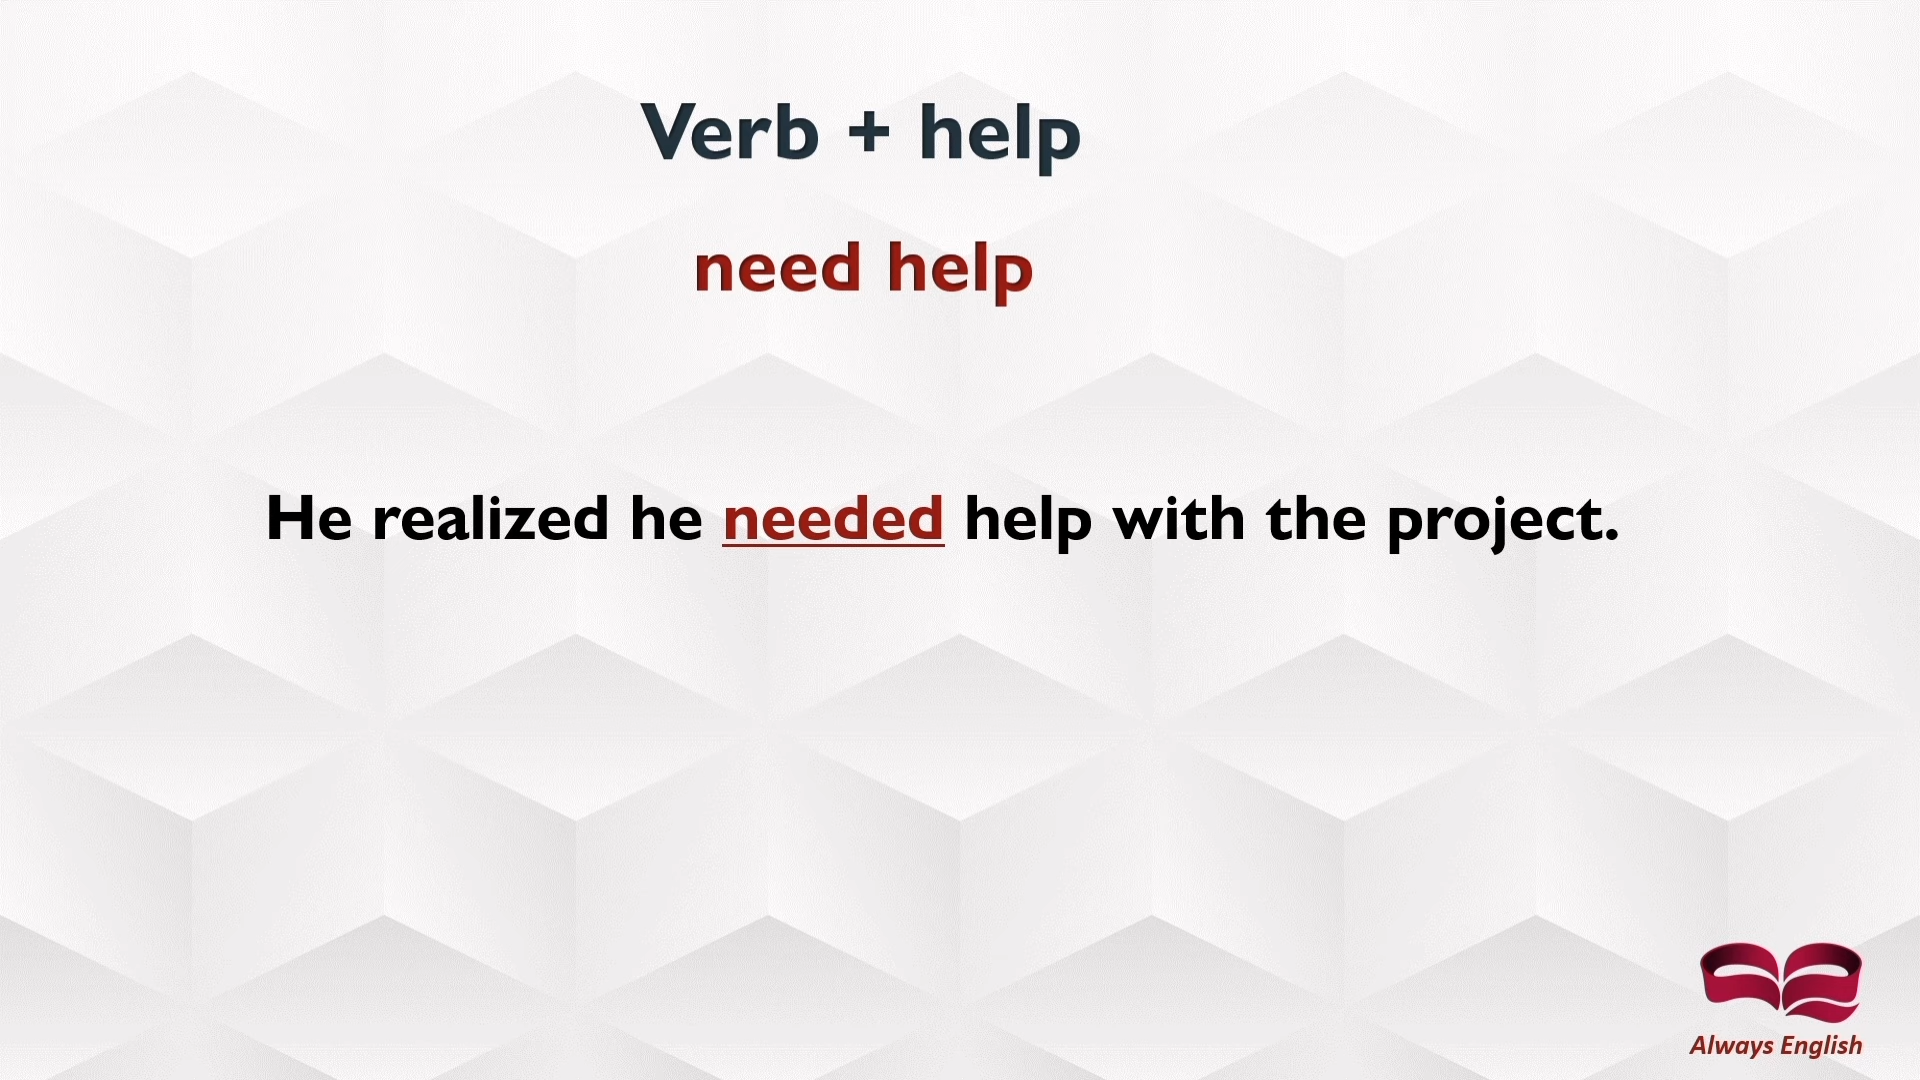 Verb + help
need help
He realized he needed help with the project.
Always English